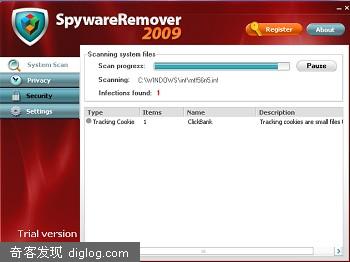 SpywareRemover
2009
Register
About
System Scan
Privacy
Security
Settings
Scanning system files
Scan progress:
Pause
Scanning: C:\WINDOWS\inf\mtf56n5.inf
Infections found: 1
Type Items Name Description
Tracking Cookie 1 ClickBank Tracking cookies are small files t
Trial version
奇客发现 diglog.com